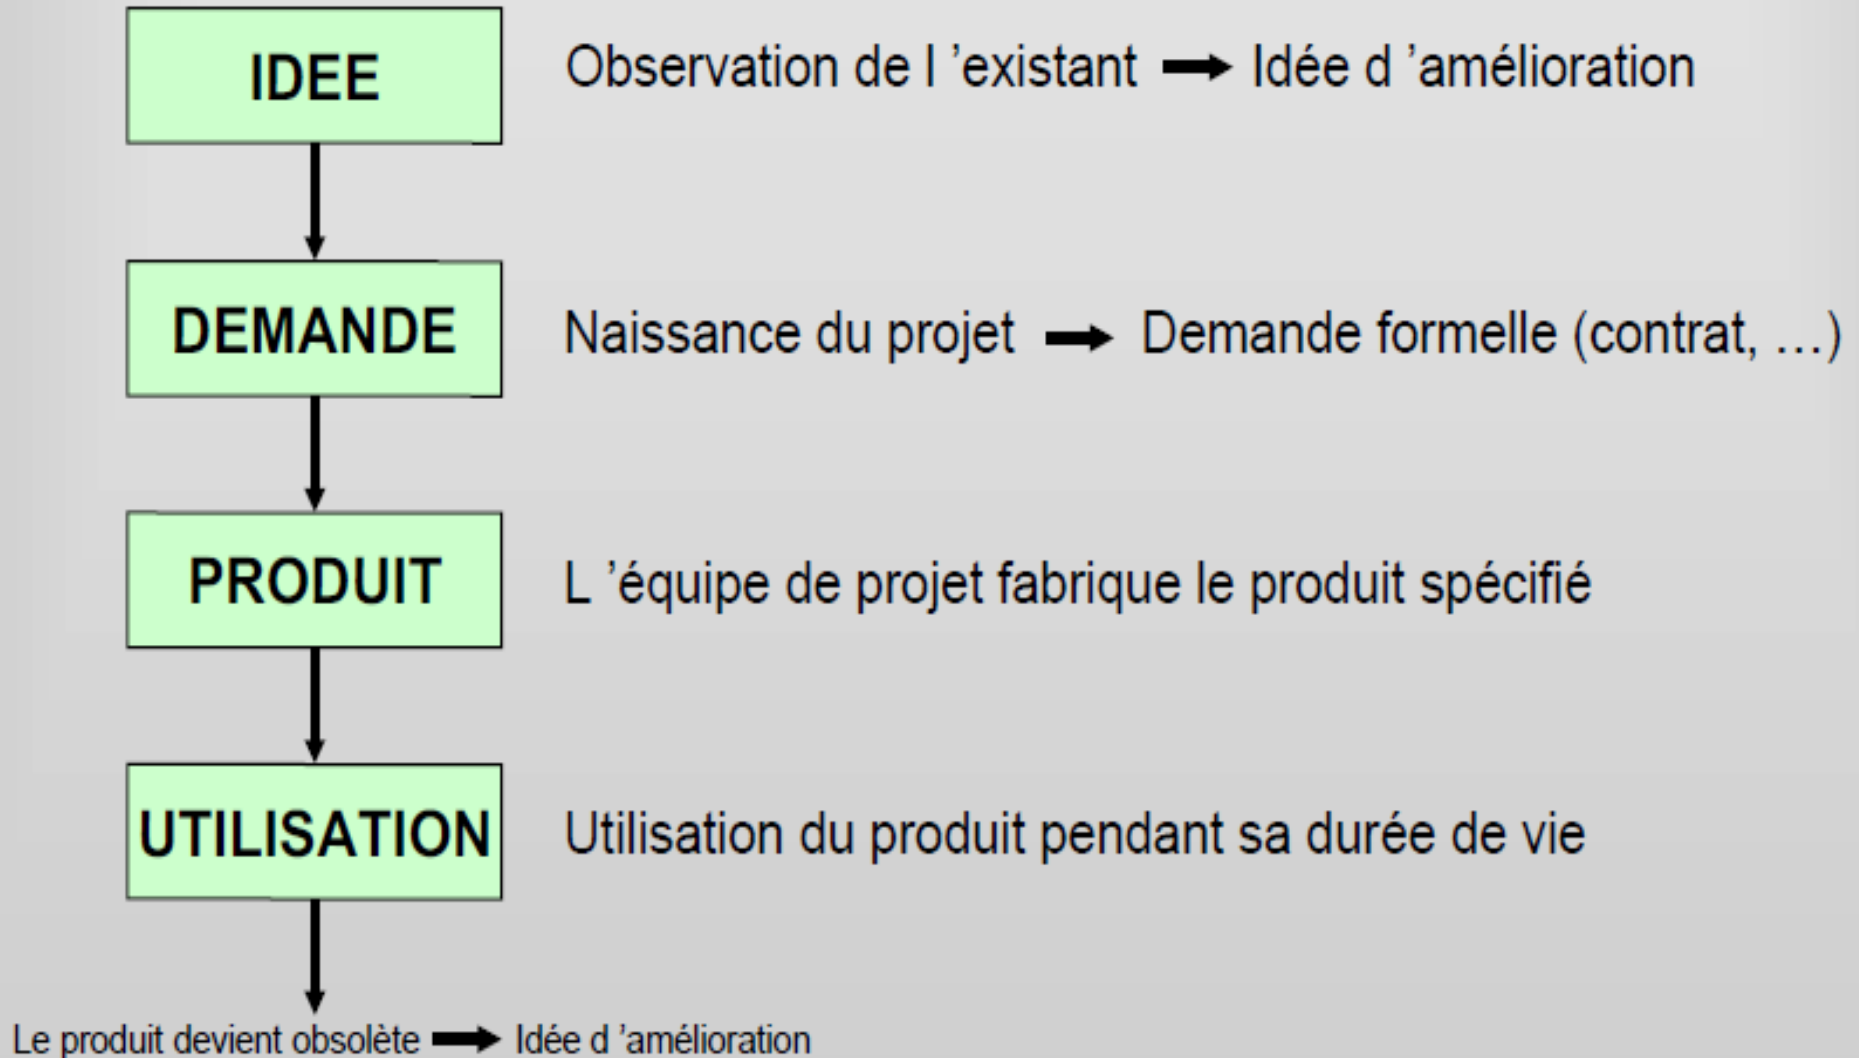 IDEE
Observation de l ’existant ➡ Idée d ’amélioration
DEMANDE
Naissance du projet ➡ Demande formelle (contrat, …)
PRODUIT
L ’équipe de projet fabrique le produit spécifié
UTILISATION
Utilisation du produit pendant sa durée de vie
Le produit devient obsolète ➡ Idée d ’amélioration